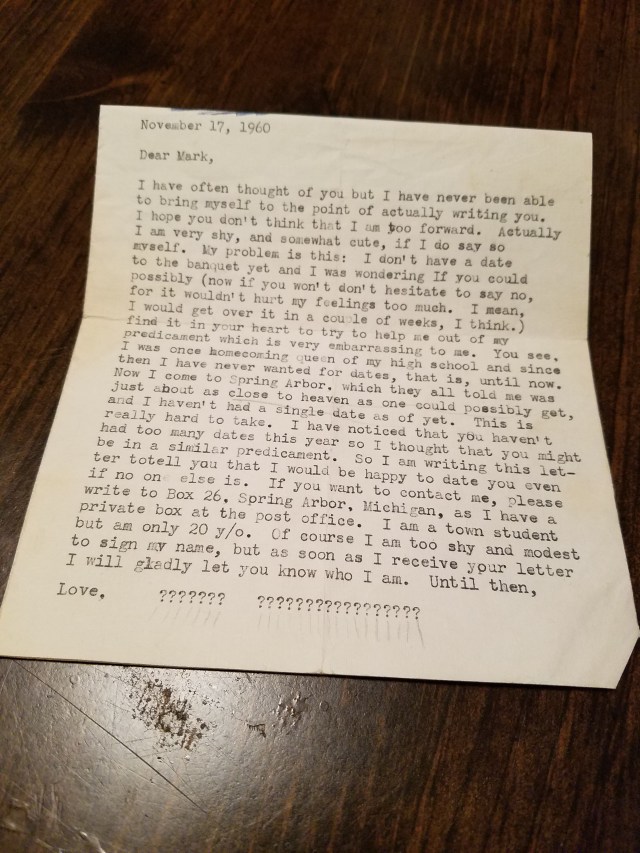 November 17, 1960
Dear Mark,
I have often thought of you but I have never been able
to bring myself to the point of actually writing you.
I hope you don't think that I am too forward.  Actually
I am very shy, and somewhat cute, if I do say so
myself.  My problem is this:  I don't have a date
to the banquet yet and I was wondering If you could
possibly (now if you won't don't hesitate to say no,
for it wouldn't hurt my feelings too much.  I mean,
I would get over it in a couple of weeks, I think.)
find it in your heart to try to help me out of my
predicament which is very embarrassing to me.  You see,
I was once homecoming queen of my high school and since
then I have never wanted for dates, that is, until now.
Now I come to Spring Arbor, which they all told me was
just about as close to heaven as one could possibly get,
and I haven't had a single date as of yet.  This is
really hard to take.  I have noticed that you haven't
had too many dates this year so I thought that you might
be in a similar predicament.  So I am writing this let-
ter totell you that I would be happy to date you even
if no one else is.  If you want to contact me, please
write to Box 26, Spring Arbor, Michigan, as I have a
private box at the post office.  I am a town student
but am only 20 y/o.  Of course I am too shy and modest
to sign my name, but as soon as I receive your letter
I will gladly let you know who I am.  Until then,
Love,     ???????   ?????????????????